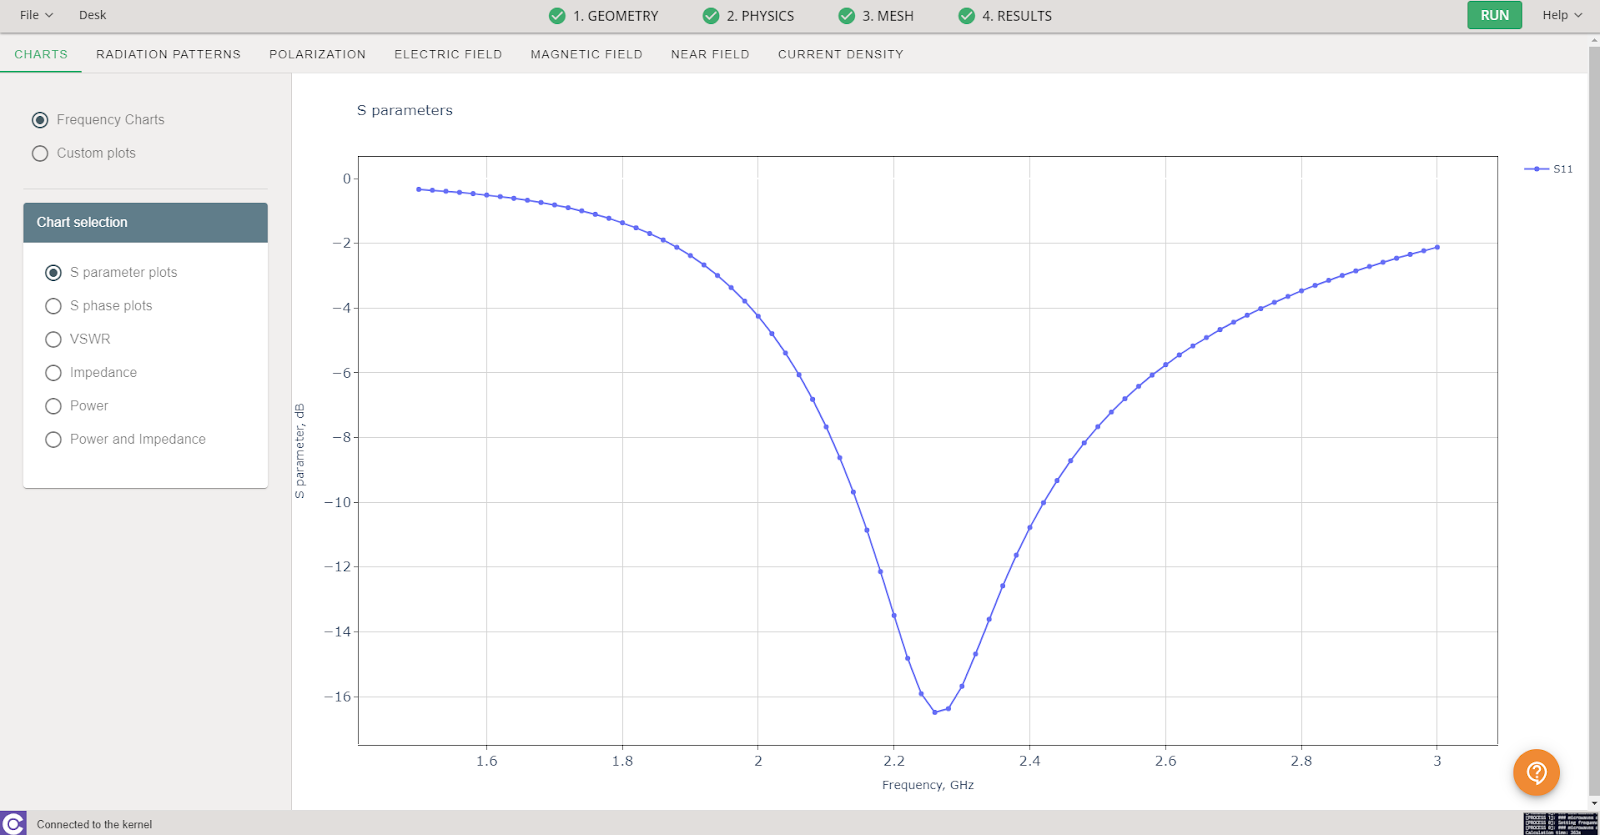 File Desk 1. GEOMETRY 2. PHYSICS 3. MESH 4. RESULTS RUN Help
CHARTS RADIATION PATTERNS POLARIZATION ELECTRIC FIELD MAGNETIC FIELD NEAR FIELD CURRENT DENSITY
Frequency Charts
Custom plots
Chart selection
S parameter plots
S phase plots
VSWR
Impedance
Power
Power and Impedance
S parameters
S11
0
−2
−4
−6
−8
−10
−12
−14
−16
S parameter, dB
1.6 1.8 2 2.2 2.4 2.6 2.8 3
Frequency, GHz
Connected to the kernel